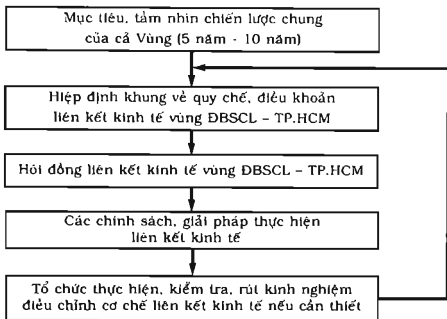 Mục tiêu, tầm nhìn chiến lược chung
của cả Vùng (5 năm - 10 năm)
Hiệp định khung về quy chế, điều khoản
liên kết kinh tế vùng ĐBSCL – TP.HCM
Hội đồng liên kết kinh tế vùng ĐBSCL – TP.HCM
Các chính sách, giải pháp thực hiện
liên kết kinh tế
Tổ chức thực hiện, kiểm tra, rút kinh nghiệm
điều chỉnh cơ chế liên kết kinh tế nếu cần thiết